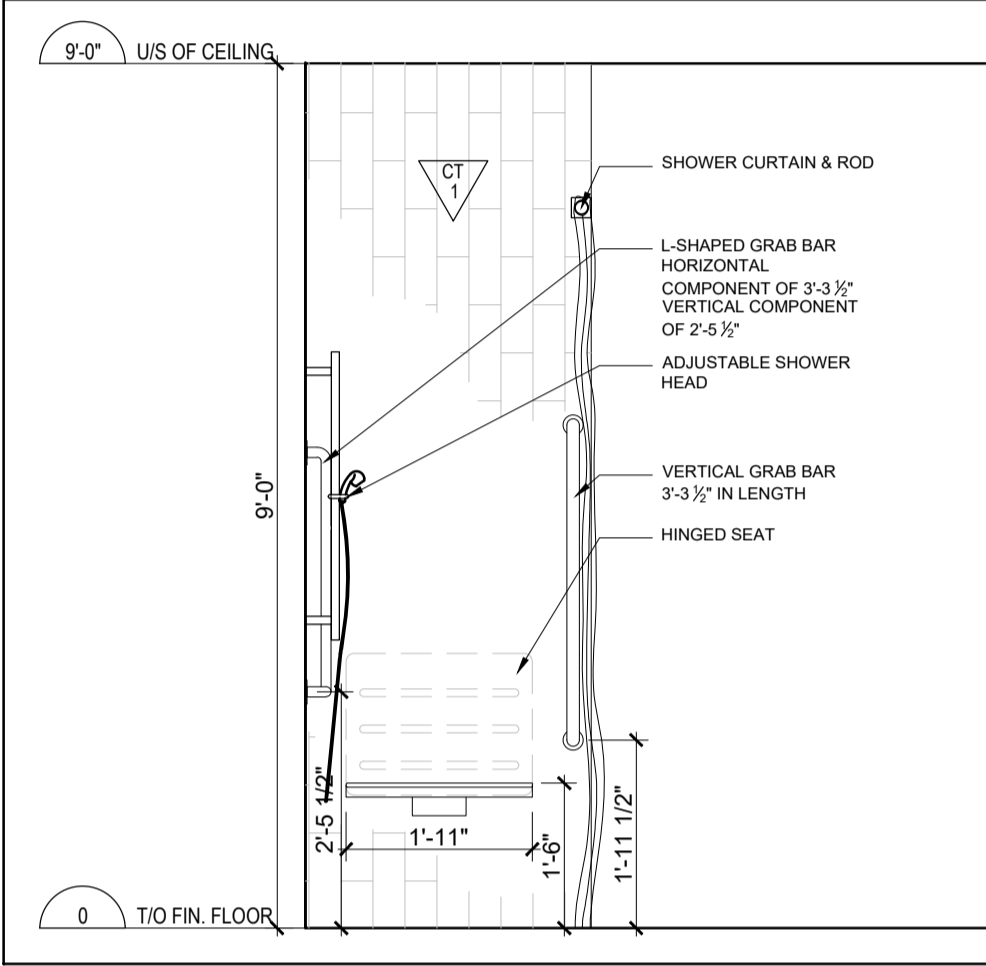 9'-0" U/S OF CEILING
CT
1
SHOWER CURTAIN & ROD
L-SHAPED GRAB BAR
HORIZONTAL
COMPONENT OF 3'-3 ½"
VERTICAL COMPONENT
OF 2'-5 ½"
ADJUSTABLE SHOWER
HEAD
VERTICAL GRAB BAR
3'-3 ½" IN LENGTH
HINGED SEAT
9'-0"
2'-5 1/2"
1'-11"
1'-6"
1'-11 1/2"
0 T/O FIN. FLOOR